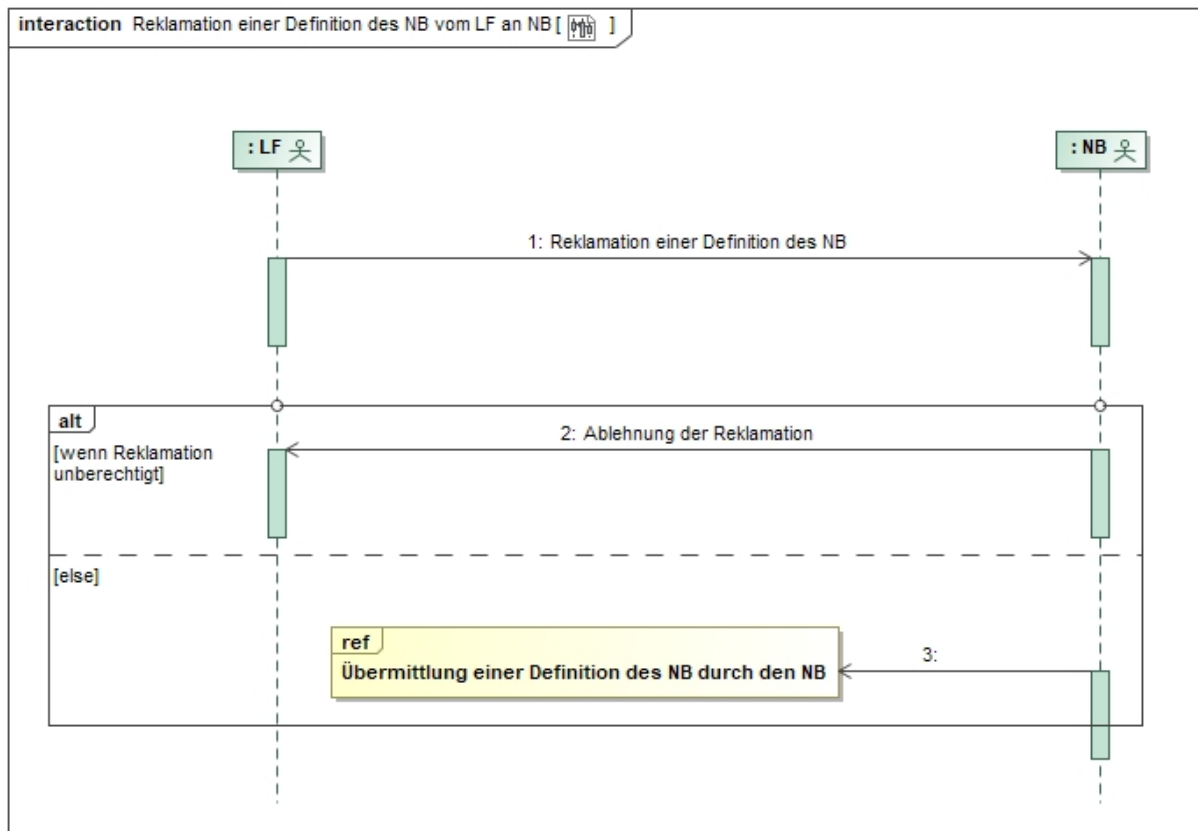 interaction Reklamation einer Definition des NB vom LF an NB [ ]
: LF
: NB
1: Reklamation einer Definition des NB
alt
[wenn Reklamation
unberechtigt]
2: Ablehnung der Reklamation
[else]
ref
Übermittlung einer Definition des NB durch den NB
3: